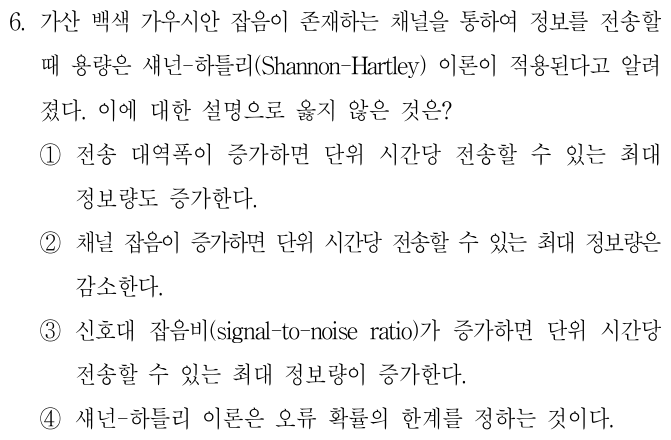 6. 가산 백색 가우시안 잡음이 존재하는 채널을 통하여 정보를 전송할
때 용량은 섀넌-하틀리(Shannon-Hartley) 이론이 적용된다고 알려
졌다. 이에 대한 설명으로 옳지 않은 것은?
① 전송 대역폭이 증가하면 단위 시간당 전송할 수 있는 최대
정보량도 증가한다.
② 채널 잡음이 증가하면 단위 시간당 전송할 수 있는 최대 정보량은
감소한다.
③ 신호대 잡음비(signal-to-noise ratio)가 증가하면 단위 시간당
전송할 수 있는 최대 정보량이 증가한다.
④ 섀넌-하틀리 이론은 오류 확률의 한계를 정하는 것이다.